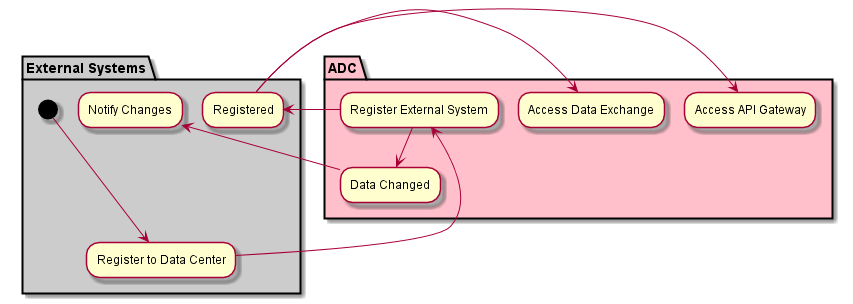 External Systems
ADC
Notify Changes
Registered
Register External System
Access Data Exchange
Access API Gateway
Data Changed
Register to Data Center